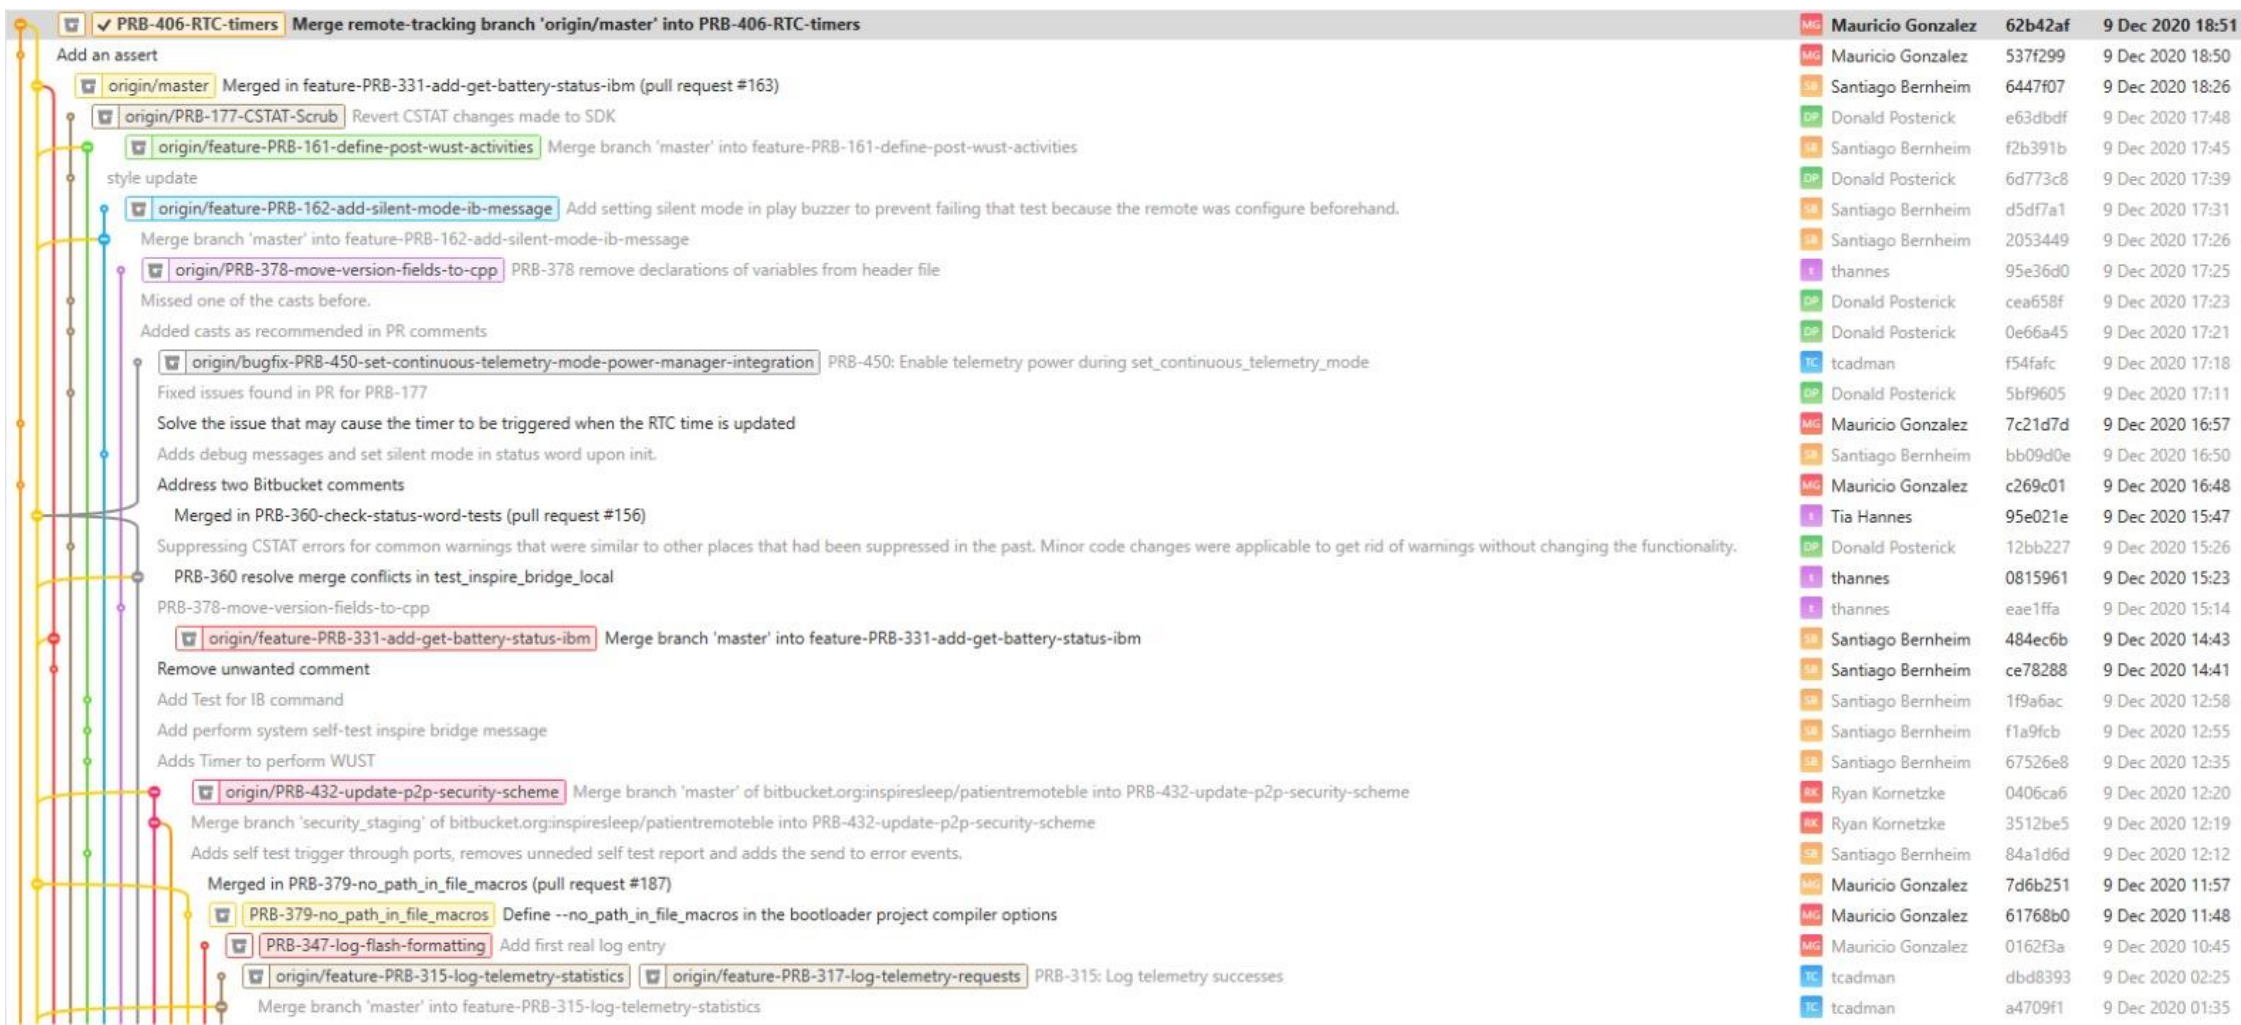 ✓ PRB-406-RTC-timers Merge remote-tracking branch 'origin/master' into PRB-406-RTC-timers MG Mauricio Gonzalez 62b42af 9 Dec 2020 18:51
Add an assert MG Mauricio Gonzalez 537f299 9 Dec 2020 18:50
origin/master Merged in feature-PRB-331-add-get-battery-status-ibm (pull request #163) SB Santiago Bernheim 6447f07 9 Dec 2020 18:26
origin/PRB-177-CSTAT-Scrub Revert CSTAT changes made to SDK DP Donald Posterick e63dbdf 9 Dec 2020 17:48
origin/feature-PRB-161-define-post-wust-activities Merge branch 'master' into feature-PRB-161-define-post-wust-activities SB Santiago Bernheim f2b391b 9 Dec 2020 17:45
style update DP Donald Posterick 6d773c8 9 Dec 2020 17:39
origin/feature-PRB-162-add-silent-mode-ib-message Add setting silent mode in play buzzer to prevent failing that test because the remote was configure beforehand. SB Santiago Bernheim d5df7a1 9 Dec 2020 17:31
Merge branch 'master' into feature-PRB-162-add-silent-mode-ib-message SB Santiago Bernheim 2053449 9 Dec 2020 17:26
origin/PRB-378-move-version-fields-to-cpp PRB-378 remove declarations of variables from header file t thannes 95e36d0 9 Dec 2020 17:25
Missed one of the casts before. DP Donald Posterick cea658f 9 Dec 2020 17:23
Added casts as recommended in PR comments DP Donald Posterick 0e66a45 9 Dec 2020 17:21
origin/bugfix-PRB-450-set-continuous-telemetry-mode-power-manager-integration PRB-450: Enable telemetry power during set_continuous_telemetry_mode TC tcadman f54fafc 9 Dec 2020 17:18
Fixed issues found in PR for PRB-177 DP Donald Posterick 5bf9605 9 Dec 2020 17:11
Solve the issue that may cause the timer to be triggered when the RTC time is updated MG Mauricio Gonzalez 7c21d7d 9 Dec 2020 16:57
Adds debug messages and set silent mode in status word upon init. SB Santiago Bernheim bb09d0e 9 Dec 2020 16:50
Address two Bitbucket comments MG Mauricio Gonzalez c269c01 9 Dec 2020 16:48
Merged in PRB-360-check-status-word-tests (pull request #156) t Tia Hannes 95e021e 9 Dec 2020 15:47
Suppressing CSTAT errors for common warnings that were similar to other places that had been suppressed in the past. Minor code changes were applicable to get rid of warnings without changing the functionality. DP Donald Posterick 12bb227 9 Dec 2020 15:26
PRB-360 resolve merge conflicts in test_inspire_bridge_local t thannes 0815961 9 Dec 2020 15:23
PRB-378-move-version-fields-to-cpp t thannes eae1ffa 9 Dec 2020 15:14
origin/feature-PRB-331-add-get-battery-status-ibm Merge branch 'master' into feature-PRB-331-add-get-battery-status-ibm SB Santiago Bernheim 484ec6b 9 Dec 2020 14:43
Remove unwanted comment SB Santiago Bernheim ce78288 9 Dec 2020 14:41
Add Test for IB command SB Santiago Bernheim 1f9a6ac 9 Dec 2020 12:58
Add perform system self-test inspire bridge message SB Santiago Bernheim f1a9fcb 9 Dec 2020 12:55
Adds Timer to perform WUST SB Santiago Bernheim 67526e8 9 Dec 2020 12:35
origin/PRB-432-update-p2p-security-scheme Merge branch 'master' of bitbucket.org:inspiresleep/patientremoteble into PRB-432-update-p2p-security-scheme RK Ryan Kornetzke 0406ca6 9 Dec 2020 12:20
Merge branch 'security_staging' of bitbucket.org:inspiresleep/patientremoteble into PRB-432-update-p2p-security-scheme RK Ryan Kornetzke 3512be5 9 Dec 2020 12:19
Adds self test trigger through ports, removes unneded self test report and adds the send to error events. SB Santiago Bernheim 84a1d6d 9 Dec 2020 12:12
Merged in PRB-379-no_path_in_file_macros (pull request #187) MG Mauricio Gonzalez 7d6b251 9 Dec 2020 11:57
PRB-379-no_path_in_file_macros Define --no_path_in_file_macros in the bootloader project compiler options MG Mauricio Gonzalez 61768b0 9 Dec 2020 11:48
PRB-347-log-flash-formatting Add first real log entry MG Mauricio Gonzalez 0162f3a 9 Dec 2020 10:45
origin/feature-PRB-315-log-telemetry-statistics origin/feature-PRB-317-log-telemetry-requests PRB-315: Log telemetry successes TC tcadman dbd8393 9 Dec 2020 02:25
Merge branch 'master' into feature-PRB-315-log-telemetry-statistics TC tcadman a4709f1 9 Dec 2020 01:35